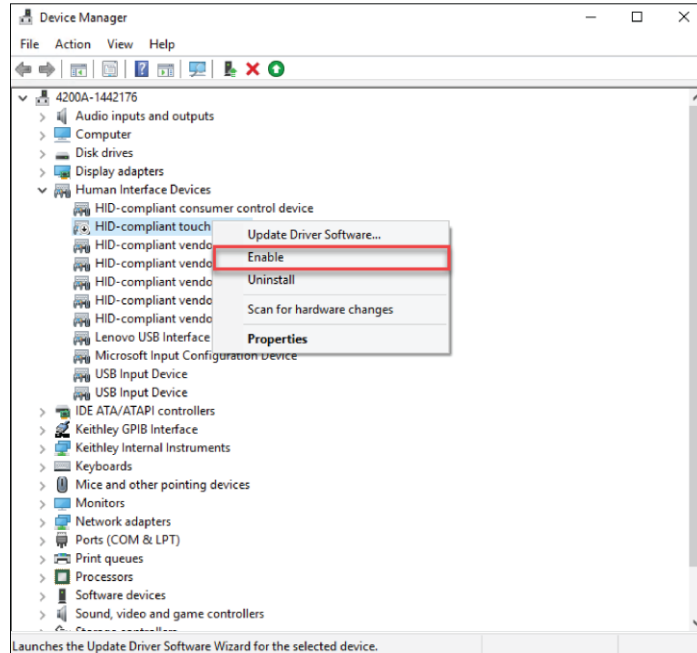 Device Manager
File Action View Help
4200A-1442176
Audio inputs and outputs
Computer
Disk drives
Display adapters
Human Interface Devices
HID-compliant consumer control device
HID-compliant touch
Update Driver Software...
HID-compliant vendo
Enable
HID-compliant vendo
HID-compliant vendo
Uninstall
HID-compliant vendo
Scan for hardware changes
HID-compliant vendo
Lenovo USB Interface
Properties
Microsoft Input Configuration Device
USB Input Device
USB Input Device
IDE ATA/ATAPI controllers
Keithley GPIB Interface
Keithley Internal Instruments
Keyboards
Mice and other pointing devices
Monitors
Network adapters
Ports (COM & LPT)
Print queues
Processors
Software devices
Sound, video and game controllers
Launches the Update Driver Software Wizard for the selected device.